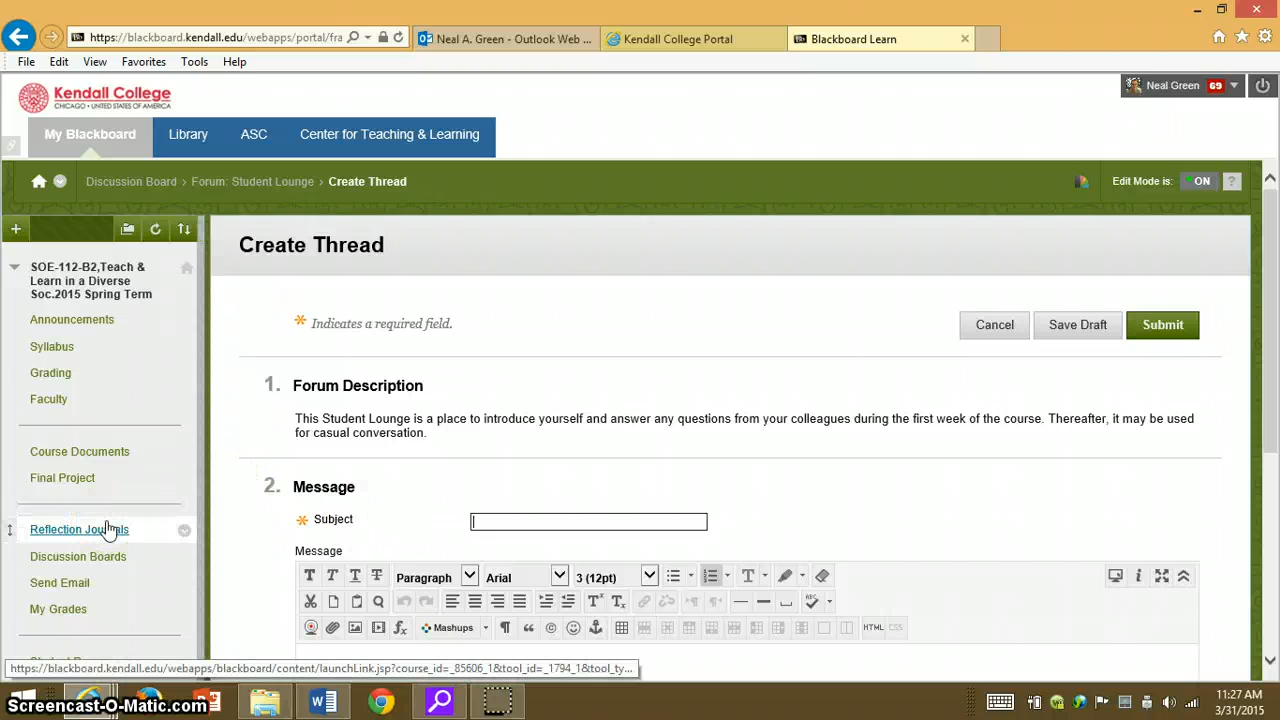 https://blackboard.kendall.edu/webapps/portal/fra
Neal A. Green - Outlook Web ...
Kendall College Portal
Blackboard Learn
File Edit View Favorites Tools Help
Kendall College
CHICAGO • UNITED STATES OF AMERICA
Neal Green 69
My Blackboard Library ASC Center for Teaching & Learning
Discussion Board > Forum: Student Lounge > Create Thread
Edit Mode is: ON ?
Create Thread
SOE-112-B2,Teach &
Learn in a Diverse
Soc.2015 Spring Term
Announcements
Syllabus
Grading
Faculty
Course Documents
Final Project
Reflection Journals
Discussion Boards
Send Email
My Grades
Indicates a required field.
Cancel Save Draft Submit
1. Forum Description
This Student Lounge is a place to introduce yourself and answer any questions from your colleagues during the first week of the course. Thereafter, it may be used
for casual conversation.
2. Message
Subject
Message
T T T T Paragraph Arial 3 (12pt)
Mashups HTML CSS
https://blackboard.kendall.edu/webapps/blackboard/content/launchLink.jsp?course_id=_85606_1&tool_id=_1794_1&tool_ty...
Screencast-O-Matic.com
11:27 AM
3/31/2015